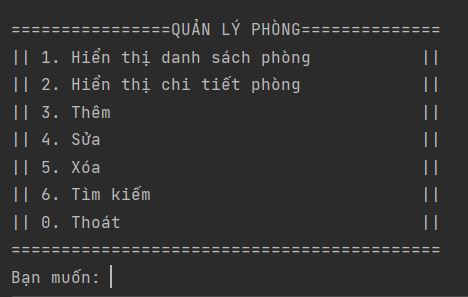 ================QUẢN LÝ PHÒNG==============
|| 1. Hiển thị danh sách phòng           ||
|| 2. Hiển thị chi tiết phòng            ||
|| 3. Thêm                               ||
|| 4. Sửa                                ||
|| 5. Xóa                                ||
|| 6. Tìm kiếm                           ||
|| 0. Thoát                              ||
===========================================
Bạn muốn: